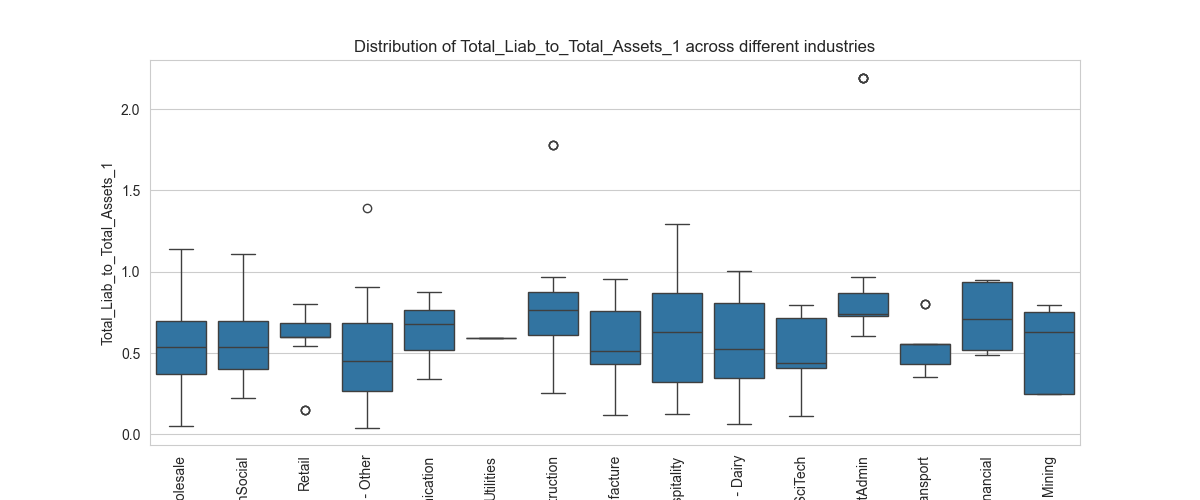 Distribution of Total_Liab_to_Total_Assets_1 across different industries
Total_Liab_to_Total_Assets_1
2.0
1.5
1.0
0.5
0.0
olesale
nSocial
Retail
- Other
nication
Utilities
truction
facture
spitality
- Dairy
SciTech
tAdmin
ansport
nancial
Mining